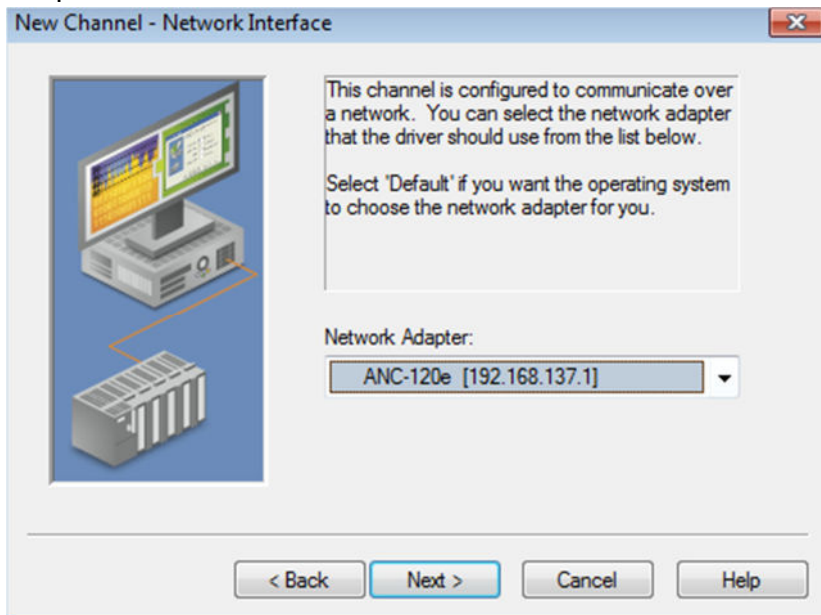 New Channel - Network Interface
This channel is configured to communicate over
a network. You can select the network adapter
that the driver should use from the list below.
Select 'Default' if you want the operating system
to choose the network adapter for you.
Network Adapter:
ANC-120e [192.168.137.1]
< Back Next > Cancel Help